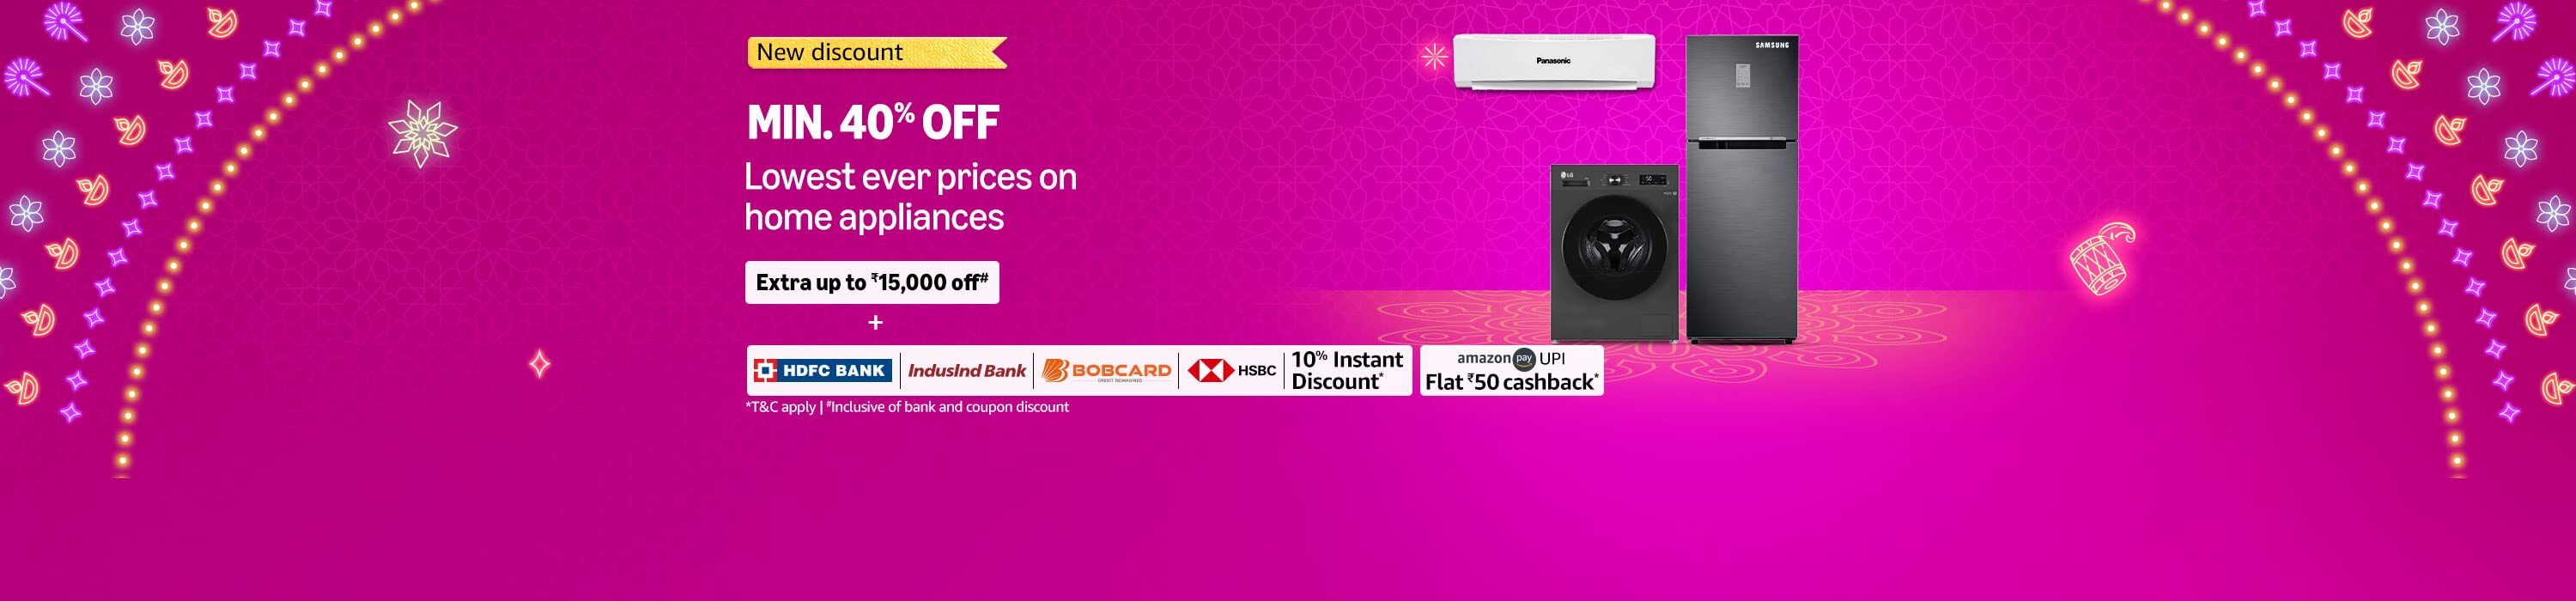 New discount
MIN. 40% OFF
Lowest ever prices on
home appliances
Extra up to ₹15,000 off#
+
HDFC BANK
IndusInd Bank
BOBCARD
CREDIT REIMAGINED
HSBC
10% Instant
Discount*
amazon pay UPI
Flat ₹50 cashback*
*T&C apply | #Inclusive of bank and coupon discount
Panasonic
SAMSUNG
LG